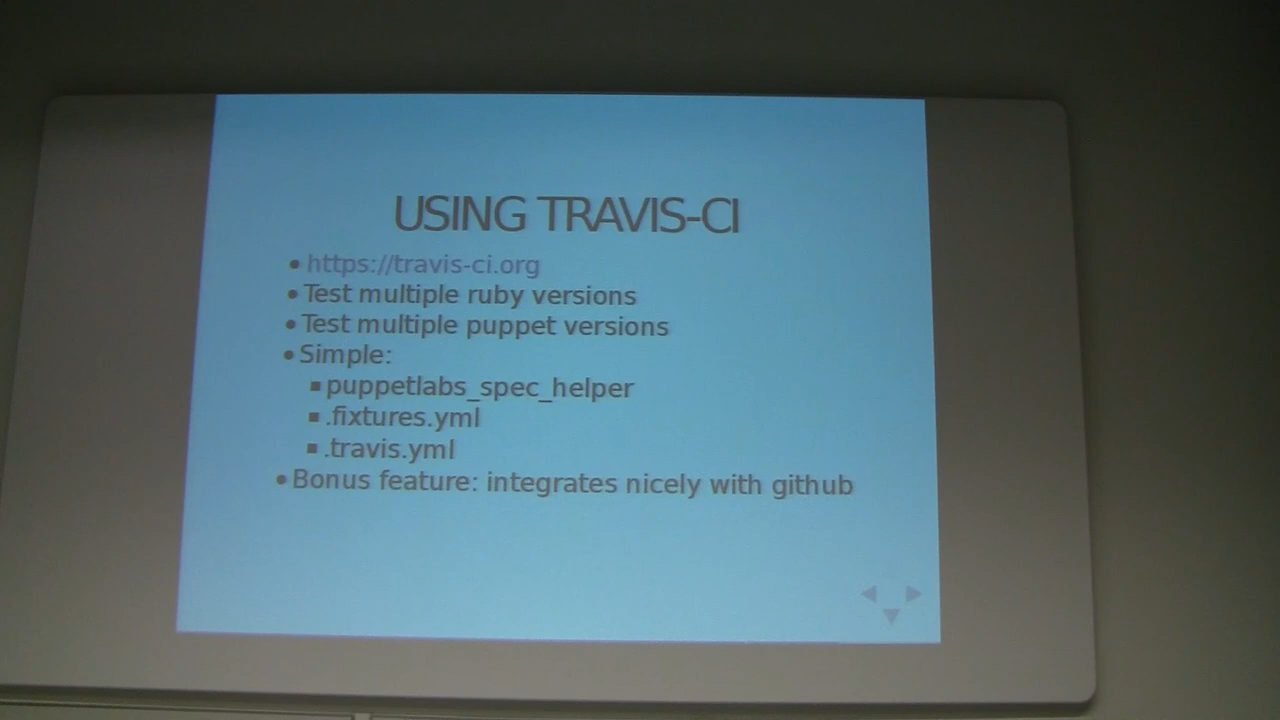 USING TRAVIS-CI
https://travis-ci.org
Test multiple ruby versions
Test multiple puppet versions
Simple:
puppetlabs_spec_helper
.fixtures.yml
.travis.yml
Bonus feature: integrates nicely with github